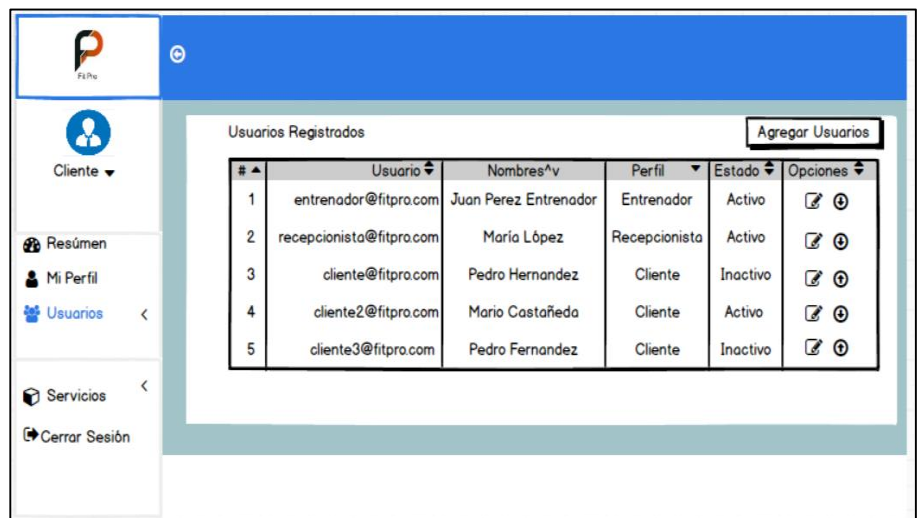 Fit Pro
Cliente
Resúmen
Mi Perfil
Usuarios
Servicios
Cerrar Sesión
Usuarios Registrados
Agregar Usuarios
# Usuario Nombres^v Perfil Estado Opciones
1 entrenador@fitpro.com Juan Perez Entrenador Entrenador Activo
2 recepcionista@fitpro.com María López Recepcionista Activo
3 cliente@fitpro.com Pedro Hernandez Cliente Inactivo
4 cliente2@fitpro.com Mario Castañeda Cliente Activo
5 cliente3@fitpro.com Pedro Fernandez Cliente Inactivo